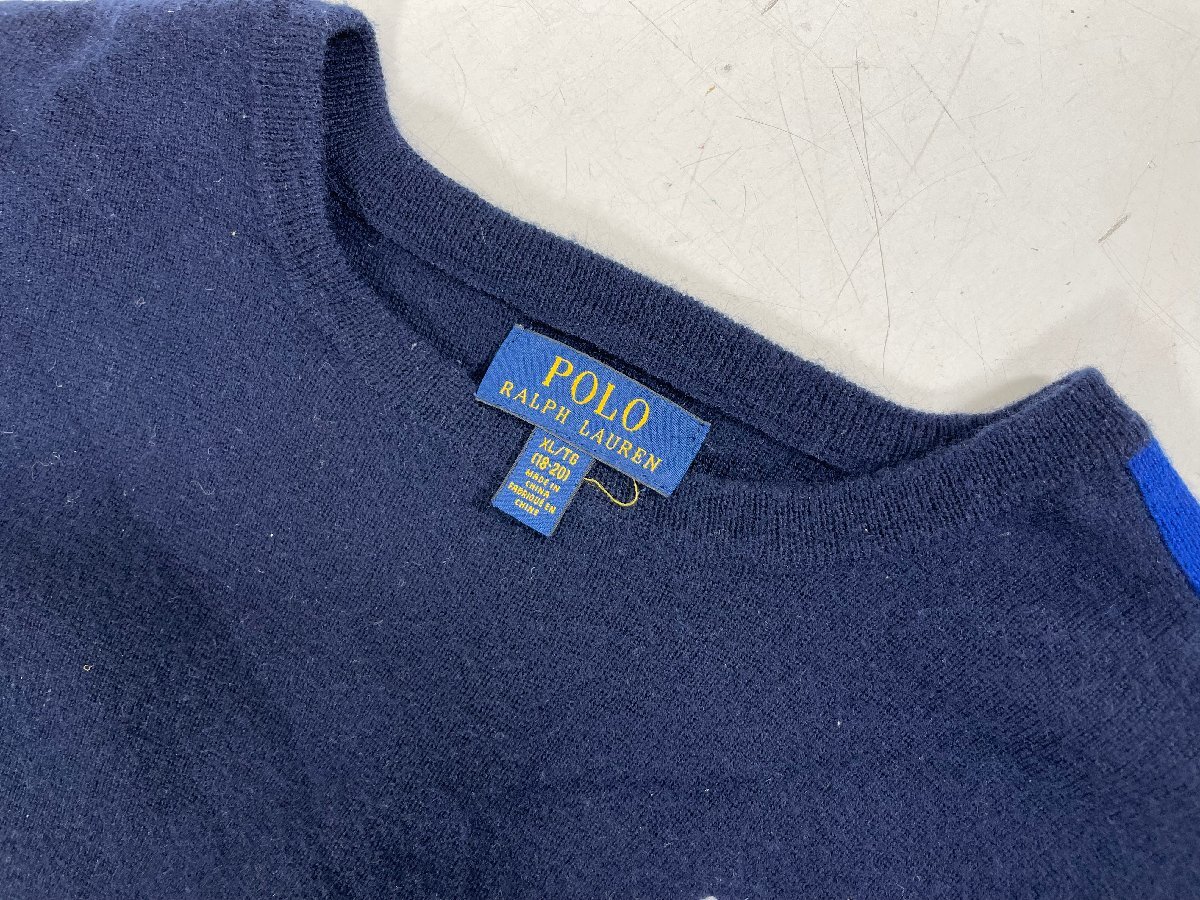 POLO
RALPH LAUREN
XL/TG
(18-20)
MADE IN
CHINA
FABRIQUÉ EN
CHINE